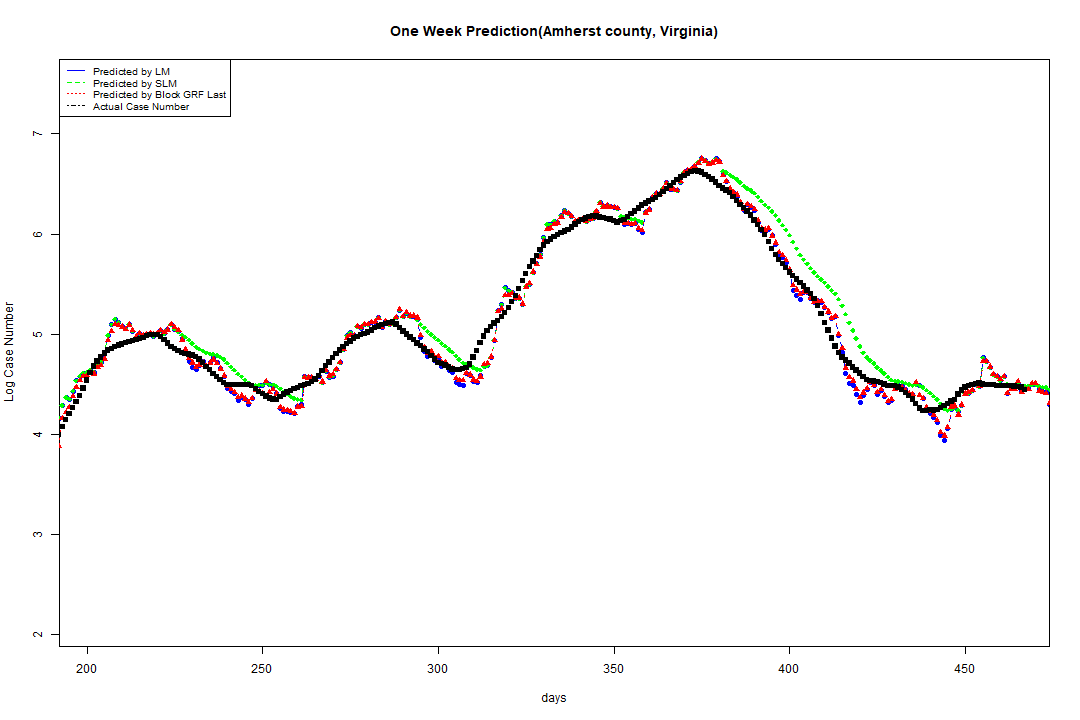 One Week Prediction(Amherst county, Virginia)
Predicted by LM
Predicted by SLM
Predicted by Block GRF Last
Actual Case Number
Log Case Number
7
6
5
4
3
2
200 250 300 350 400 450
days